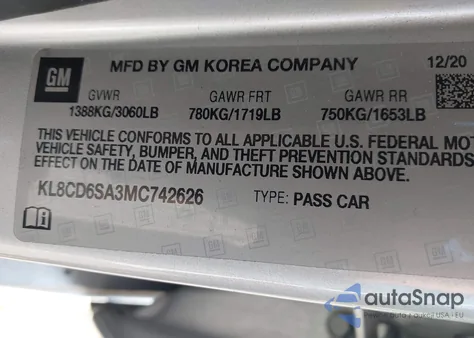 GM
MFD BY GM KOREA COMPANY 12/20
GVWR GAWR FRT GAWR RR
1388KG/3060LB 780KG/1719LB 750KG/1653LB
THIS VEHICLE CONFORMS TO ALL APPLICABLE U.S. FEDERAL MOT
VEHICLE SAFETY, BUMPER, AND THEFT PREVENTION STANDARDS
EFFECT ON THE DATE OF MANUFACTURE SHOWN ABOVE.
KL8CD6SA3MC742626 TYPE: PASS CAR
autoSnap